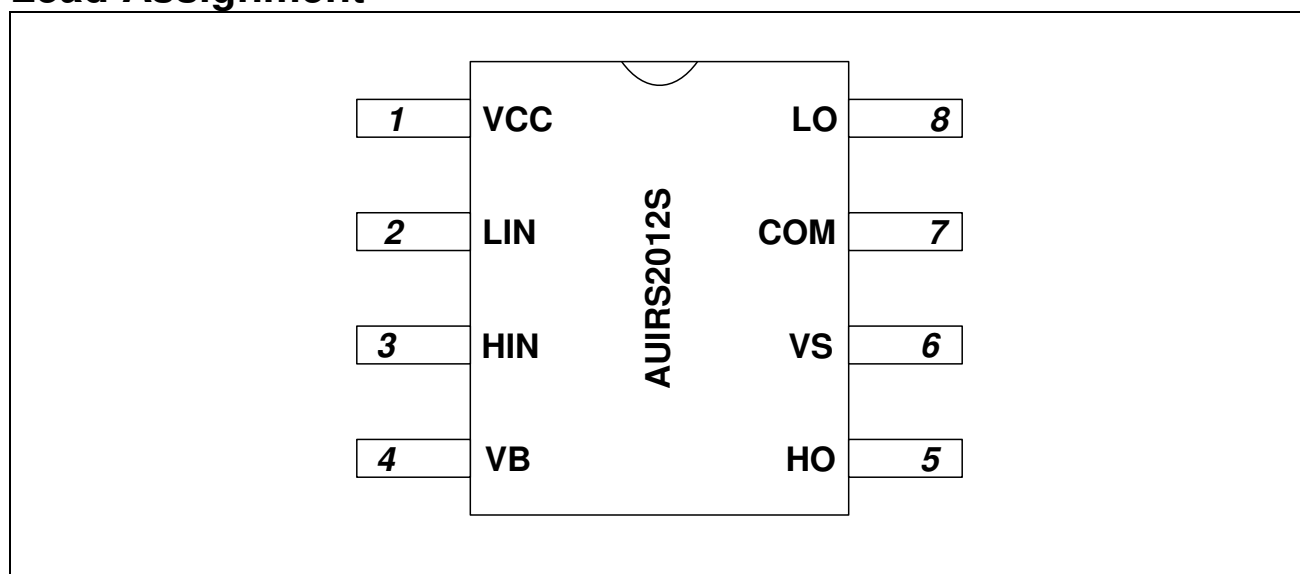 Lead Assignment
1 VCC LO 8
2 LIN COM 7
3 HIN VS 6
4 VB HO 5
AUIRS2012S